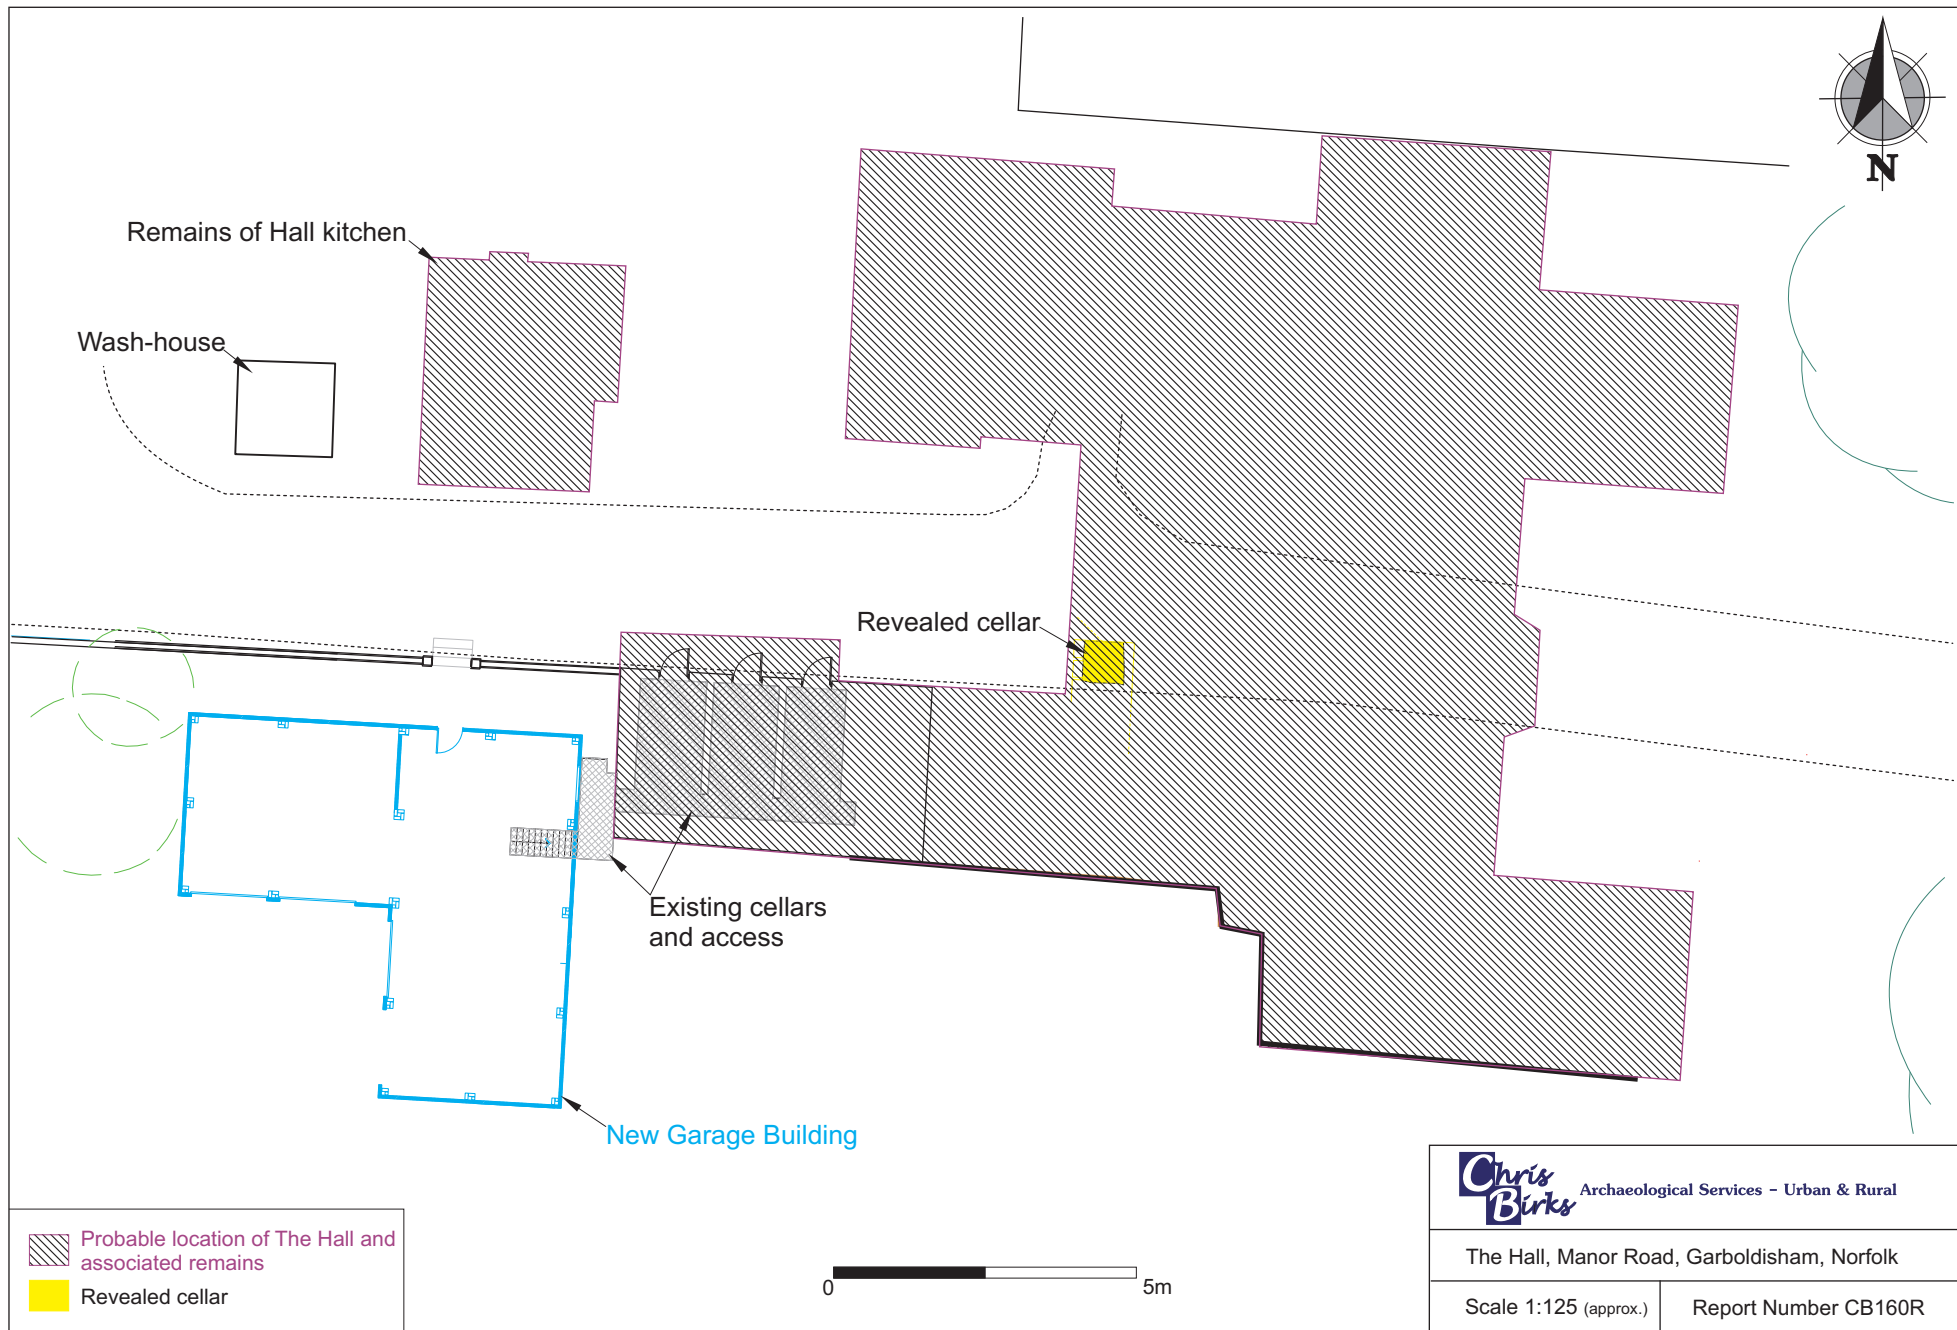 N
Remains of Hall kitchen
Wash-house
Revealed cellar
Existing cellars
and access
New Garage Building
Probable location of The Hall and
associated remains
Revealed cellar
0 5m
Chris
Birks
Archaeological Services - Urban & Rural
The Hall, Manor Road, Garboldisham, Norfolk
Scale 1:125 (approx.)
Report Number CB160R